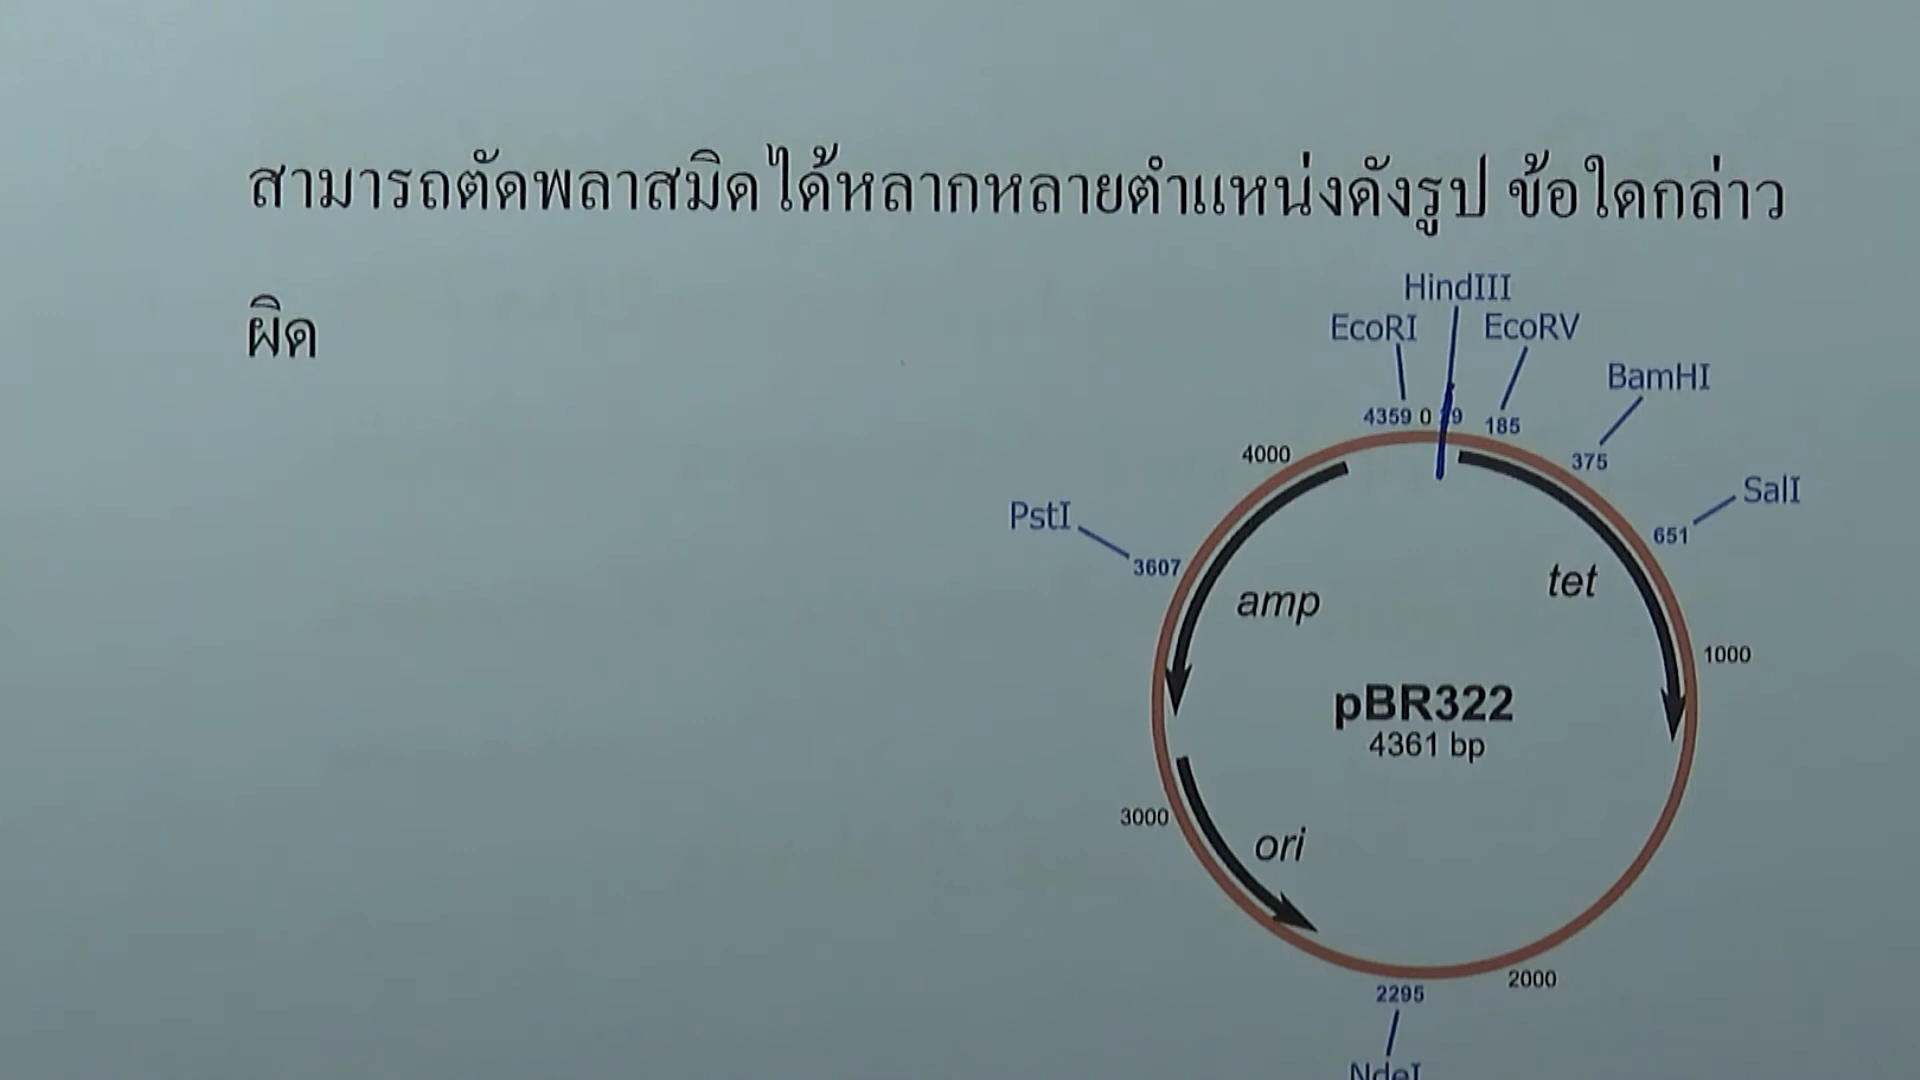 สามารถตัดพลาสมิดได้หลากหลายตำแหน่งดังรูป ข้อใดกล่าว
ผิด
HindIII
EcoRI
EcoRV
BamHI
4359 0
185
4000
375
SalI
PstI
651
3607
tet
amp
1000
pBR322
4361 bp
3000
ori
2000
2295
NdeI